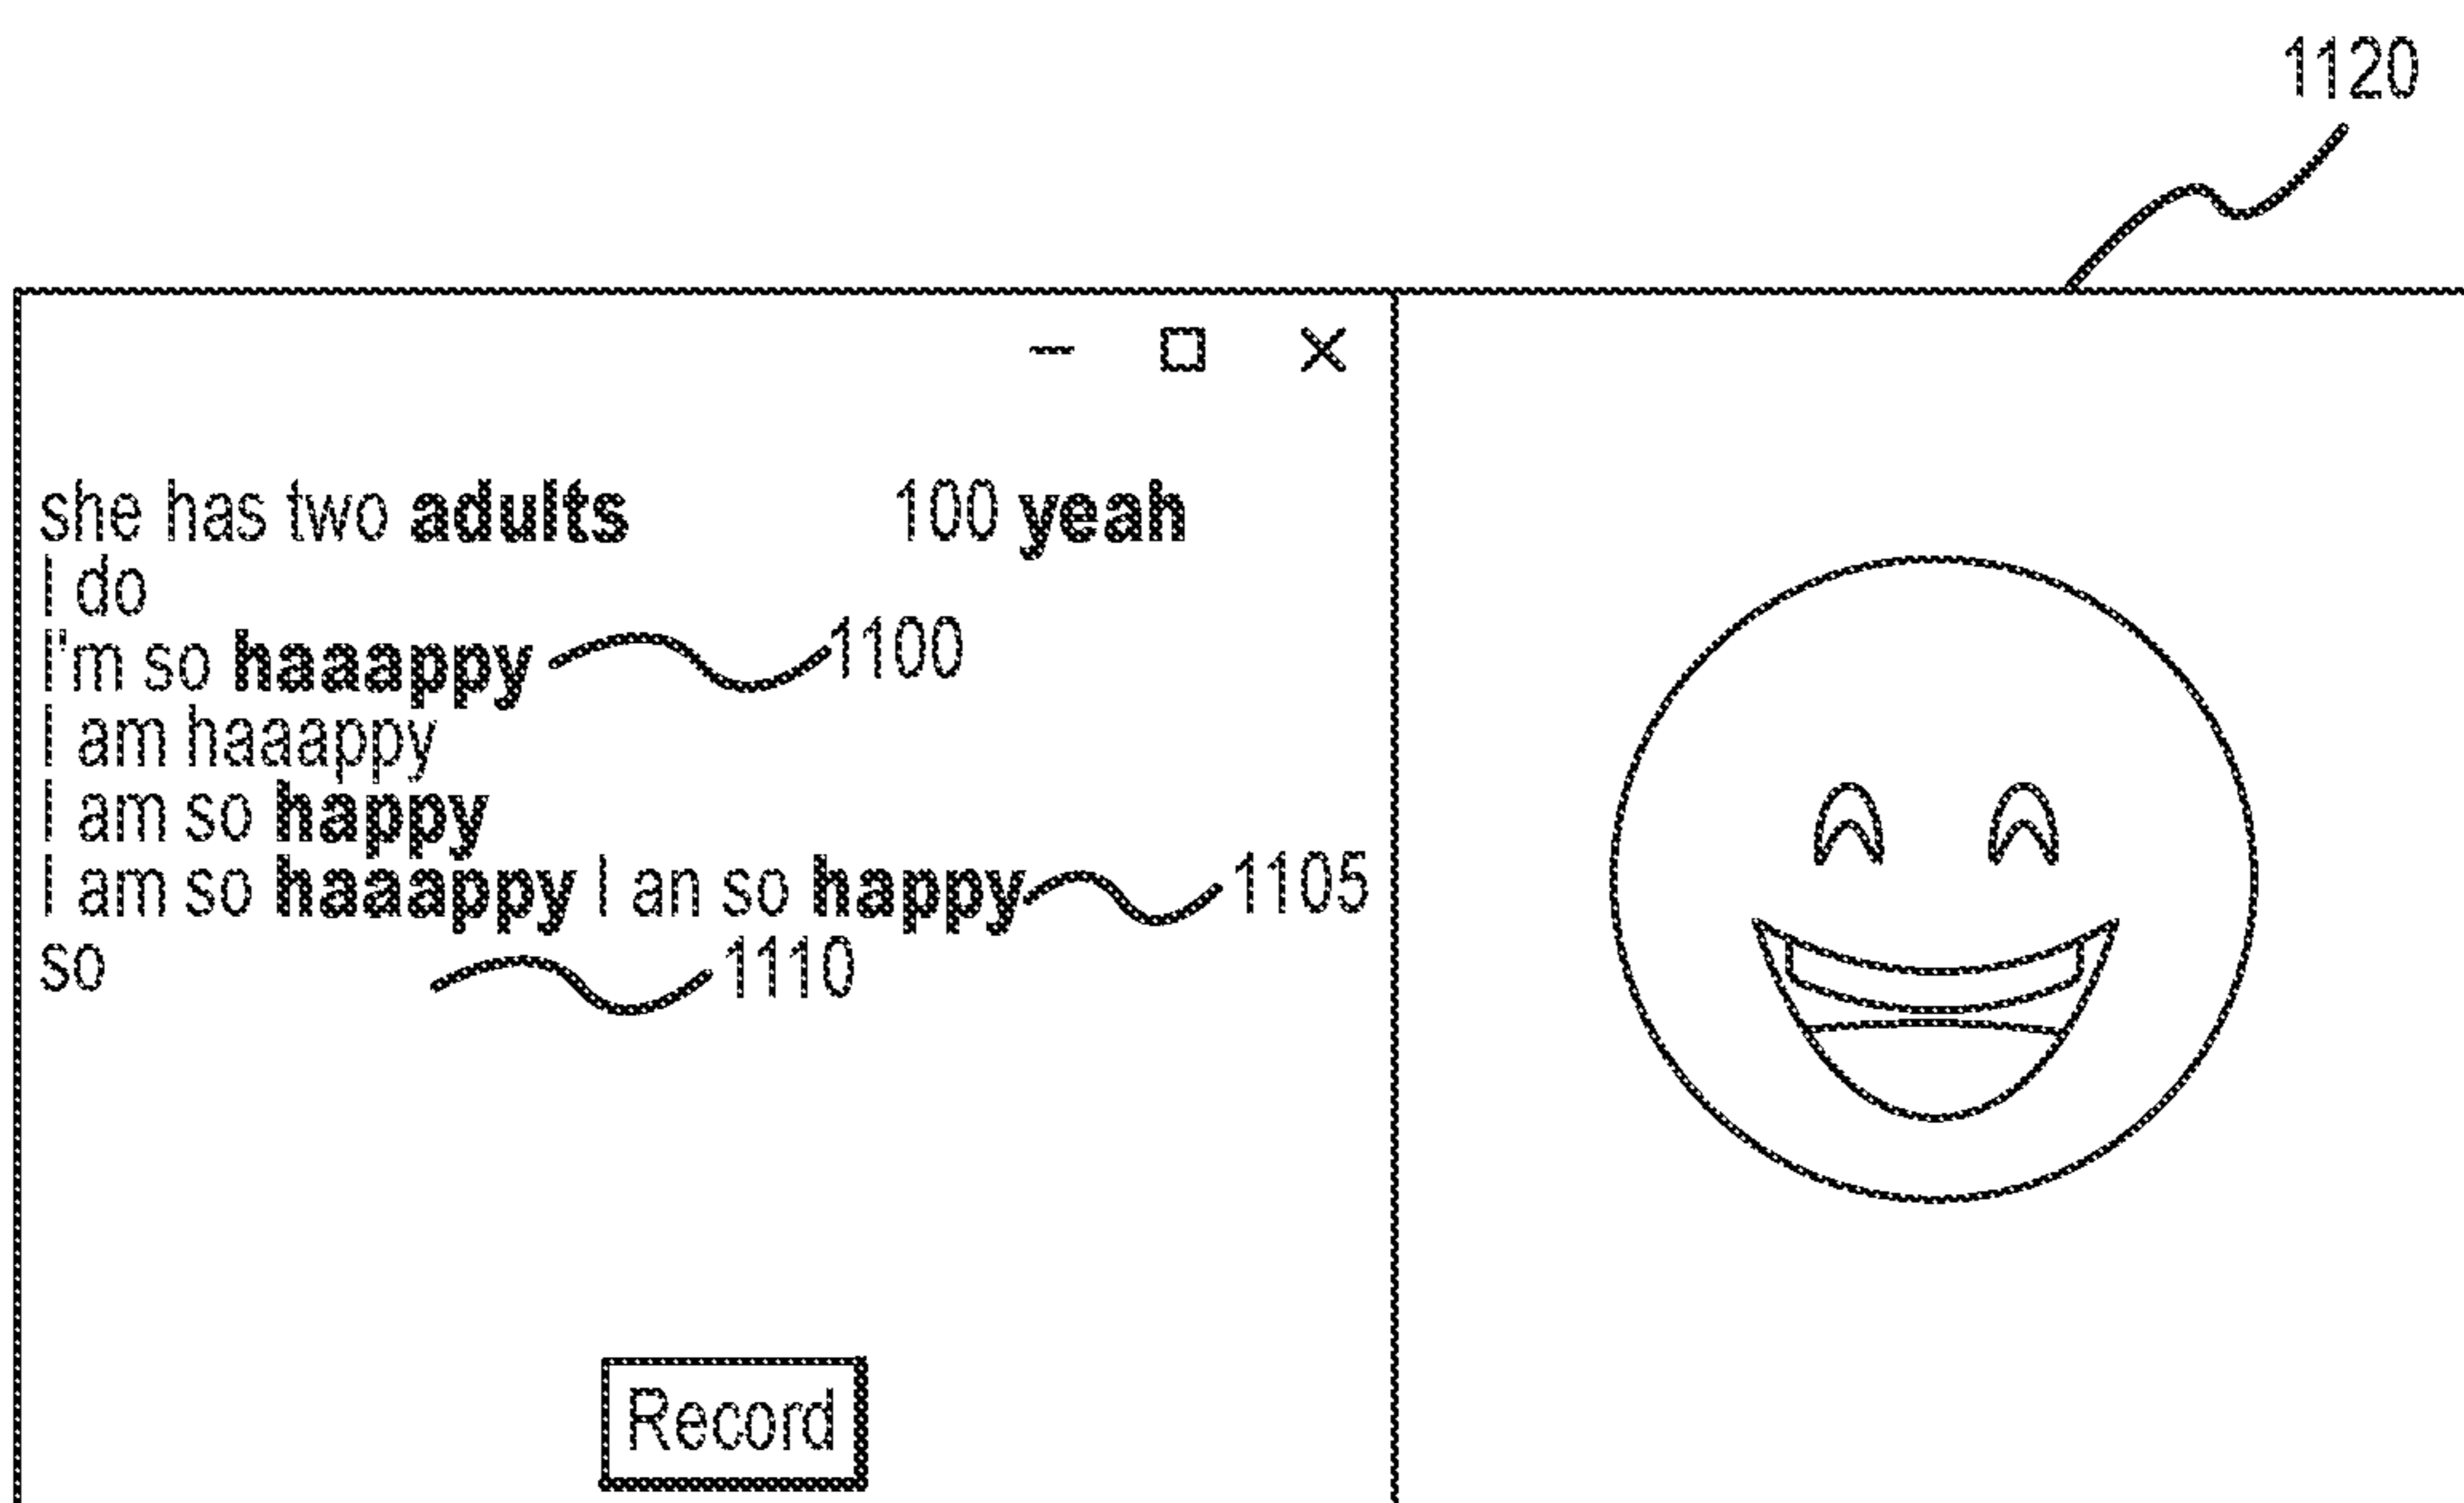 1120
she has two adults 100 yeah
I do
I'm so haaappy 1100
I am haaappy
I am so happy
I am so haaappy I an so happy 1105
so 1110
Record